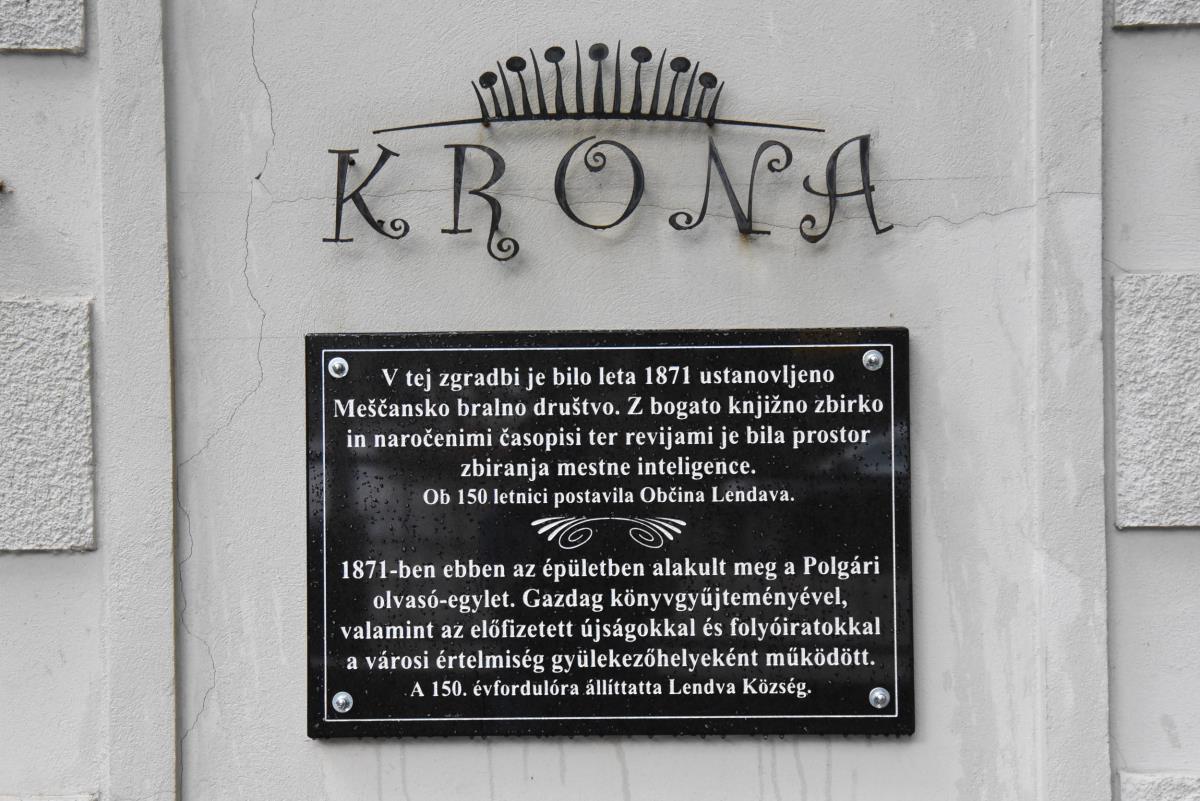 KRONA
V tej zgradbi je bilo leta 1871 ustanovljeno
Meščansko bralno društvo. Z bogato knjižno zbirko
in naročenimi časopisi ter revijami je bila prostor
zbiranja mestne inteligence.
Ob 150 letnici postavila Občina Lendava.
1871-ben ebben az épületben alakult meg a Polgári
olvasó-egylet. Gazdag könyvgyűjteményével,
valamint az előfizetett újságokkal és folyóiratokkal
a városi értelmiség gyülekezőhelyeként működött.
A 150. évfordulóra állíttatta Lendva Község.